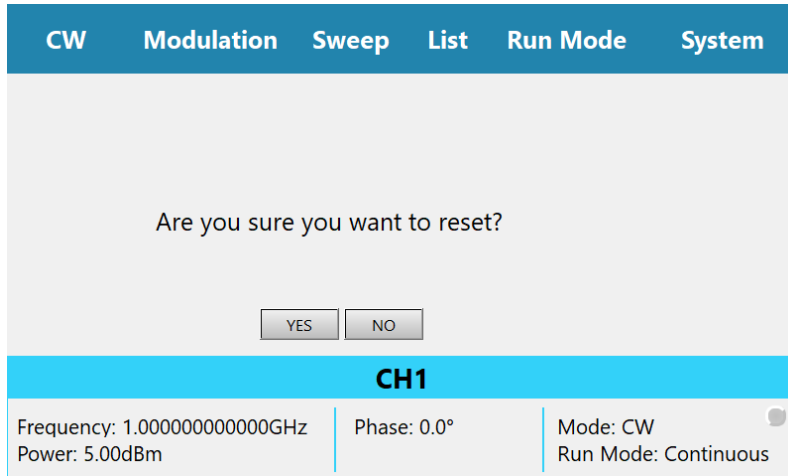 CW Modulation Sweep List Run Mode System
Are you sure you want to reset?
YES NO
CH1
Frequency: 1.000000000000GHz Phase: 0.0° Mode: CW
Power: 5.00dBm Run Mode: Continuous